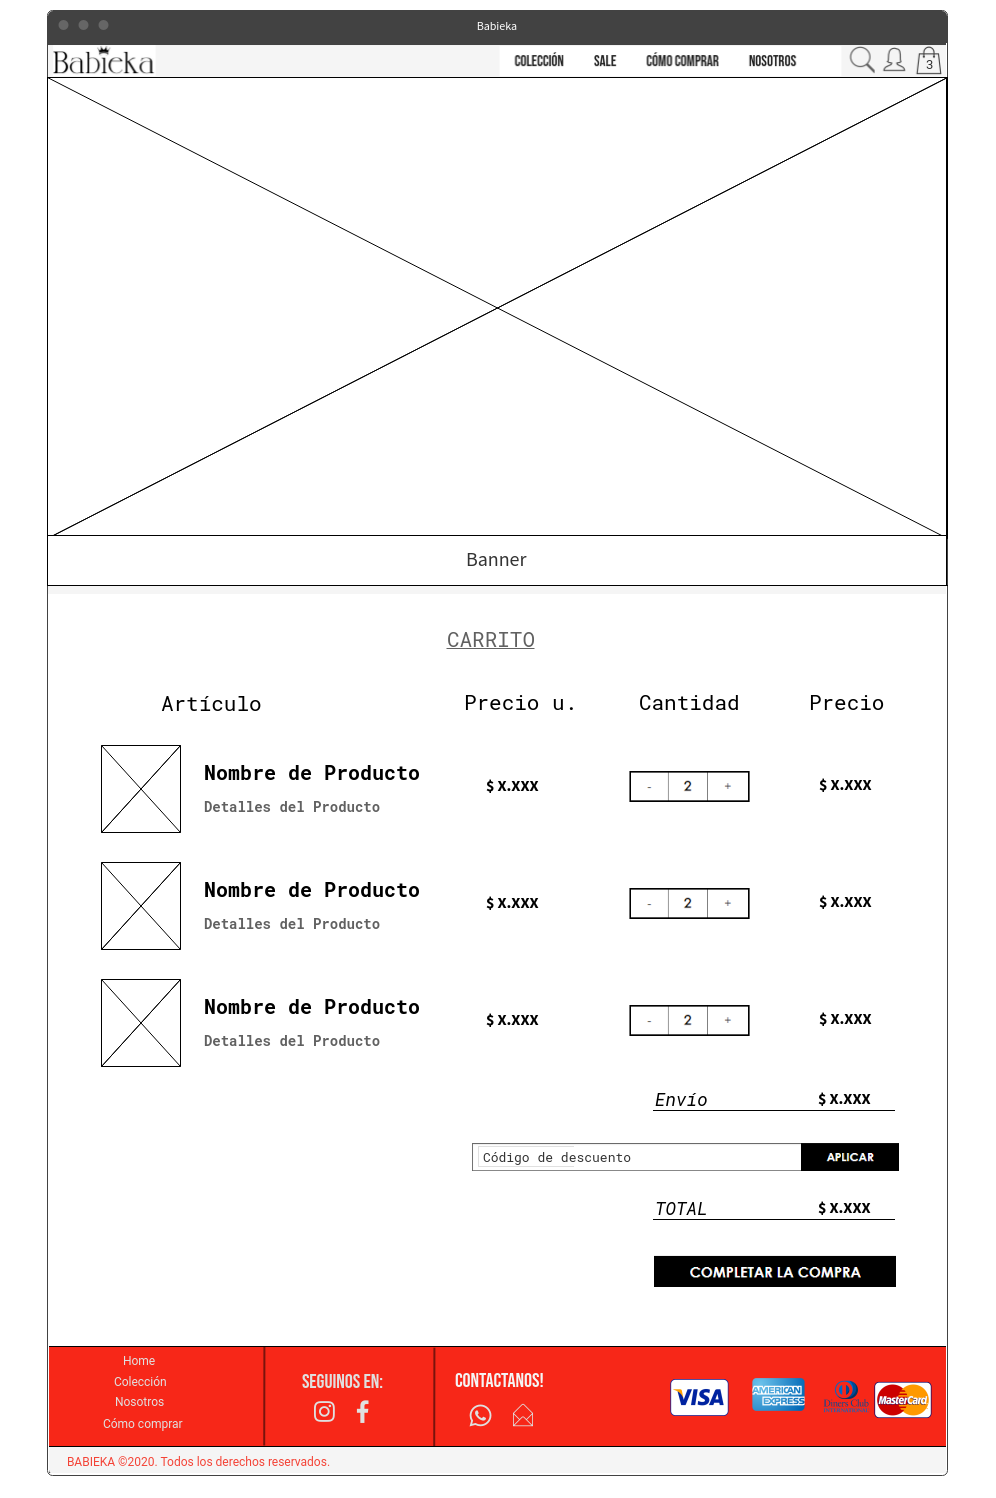 Babieka
Babieka
COLECCIÓN SALE CÓMO COMPRAR NOSOTROS
3
Banner
CARRITO
Artículo Precio u. Cantidad Precio
Nombre de Producto
Detalles del Producto
$ X.XXX - 2 + $ X.XXX
Nombre de Producto
Detalles del Producto
$ X.XXX - 2 + $ X.XXX
Nombre de Producto
Detalles del Producto
$ X.XXX - 2 + $ X.XXX
Envío $ X.XXX
Código de descuento APLICAR
TOTAL $ X.XXX
COMPLETAR LA COMPRA
Home
Colección
Nosotros
Cómo comprar
SEGUINOS EN:
CONTACTANOS!
VISA
AMERICAN
EXPRESS
Diners Club
MasterCard
BABIEKA ©2020. Todos los derechos reservados.